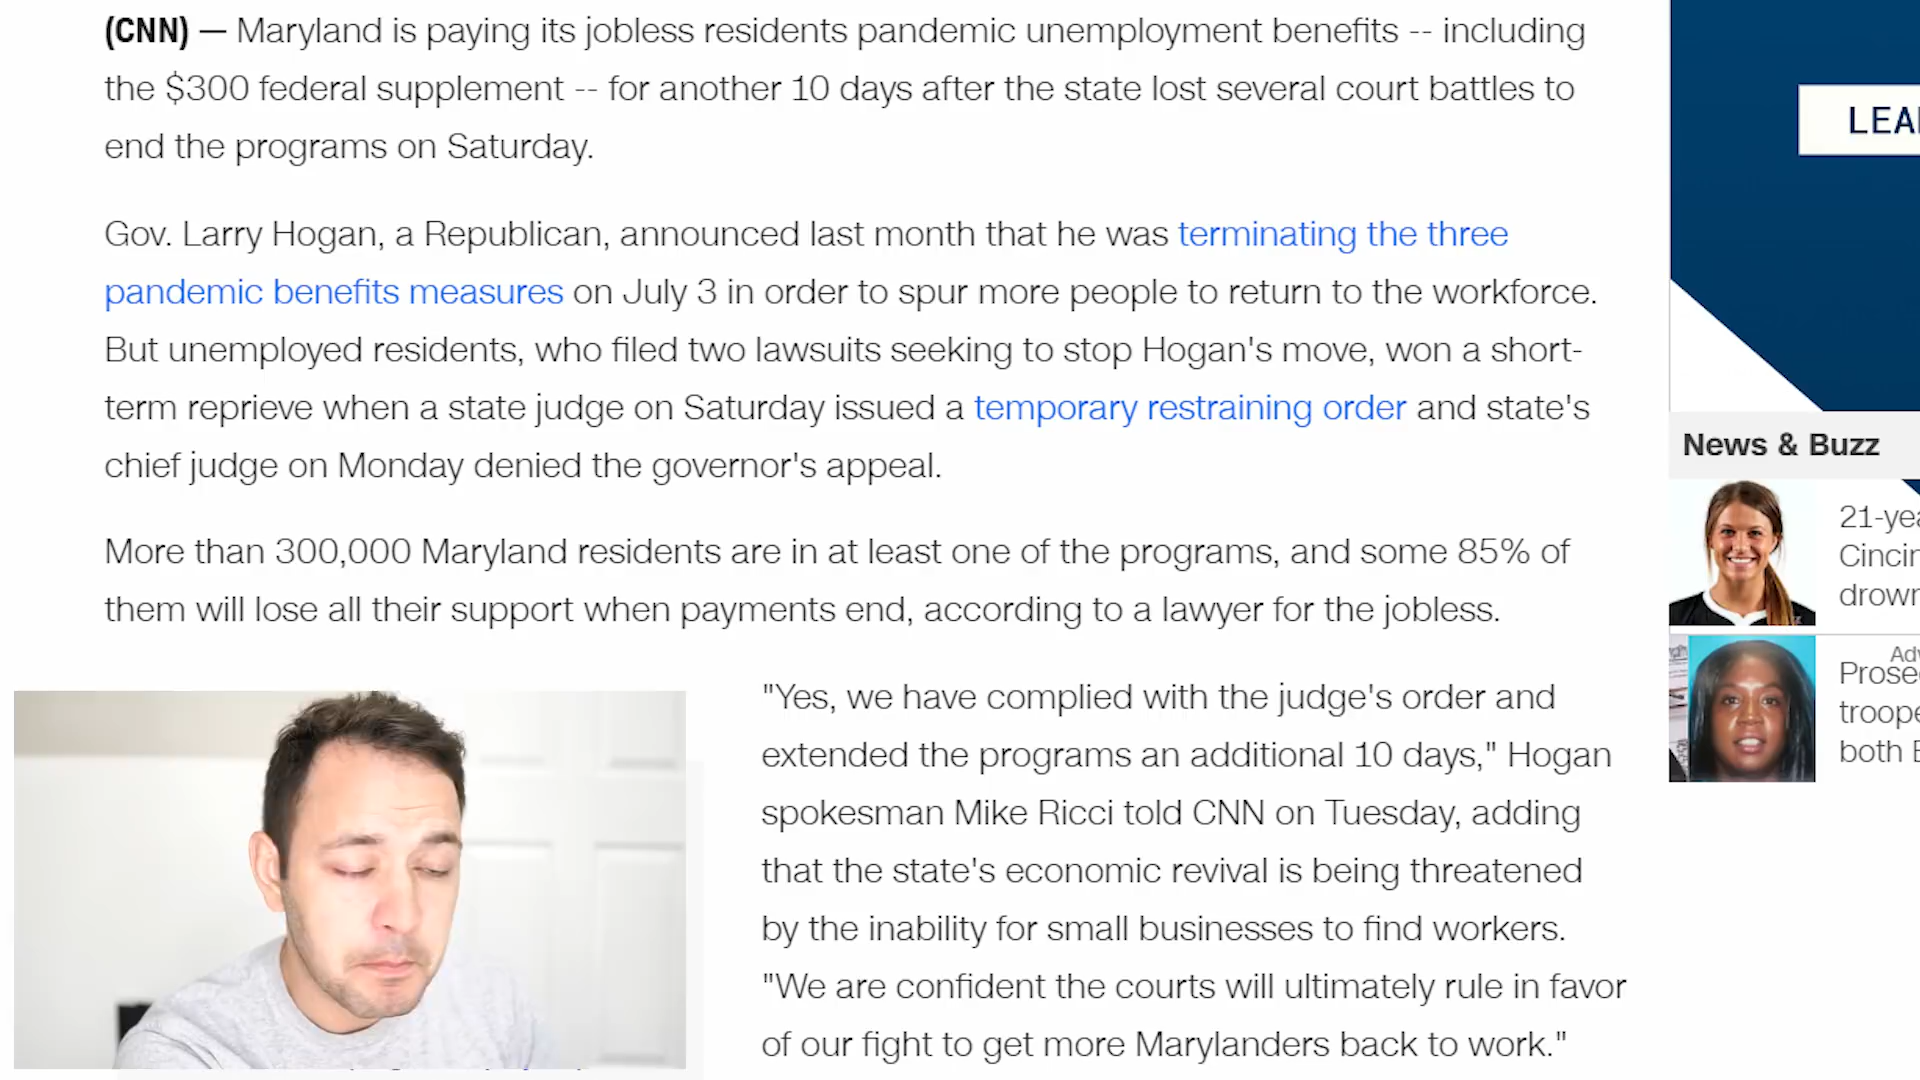 (CNN) — Maryland is paying its jobless residents pandemic unemployment benefits -- including
the $300 federal supplement -- for another 10 days after the state lost several court battles to
end the programs on Saturday.
Gov. Larry Hogan, a Republican, announced last month that he was terminating the three
pandemic benefits measures on July 3 in order to spur more people to return to the workforce.
But unemployed residents, who filed two lawsuits seeking to stop Hogan's move, won a short-
term reprieve when a state judge on Saturday issued a temporary restraining order and state's
chief judge on Monday denied the governor's appeal.
More than 300,000 Maryland residents are in at least one of the programs, and some 85% of
them will lose all their support when payments end, according to a lawyer for the jobless.
"Yes, we have complied with the judge's order and
extended the programs an additional 10 days," Hogan
spokesman Mike Ricci told CNN on Tuesday, adding
that the state's economic revival is being threatened
by the inability for small businesses to find workers.
"We are confident the courts will ultimately rule in favor
of our fight to get more Marylanders back to work."
News & Buzz
both